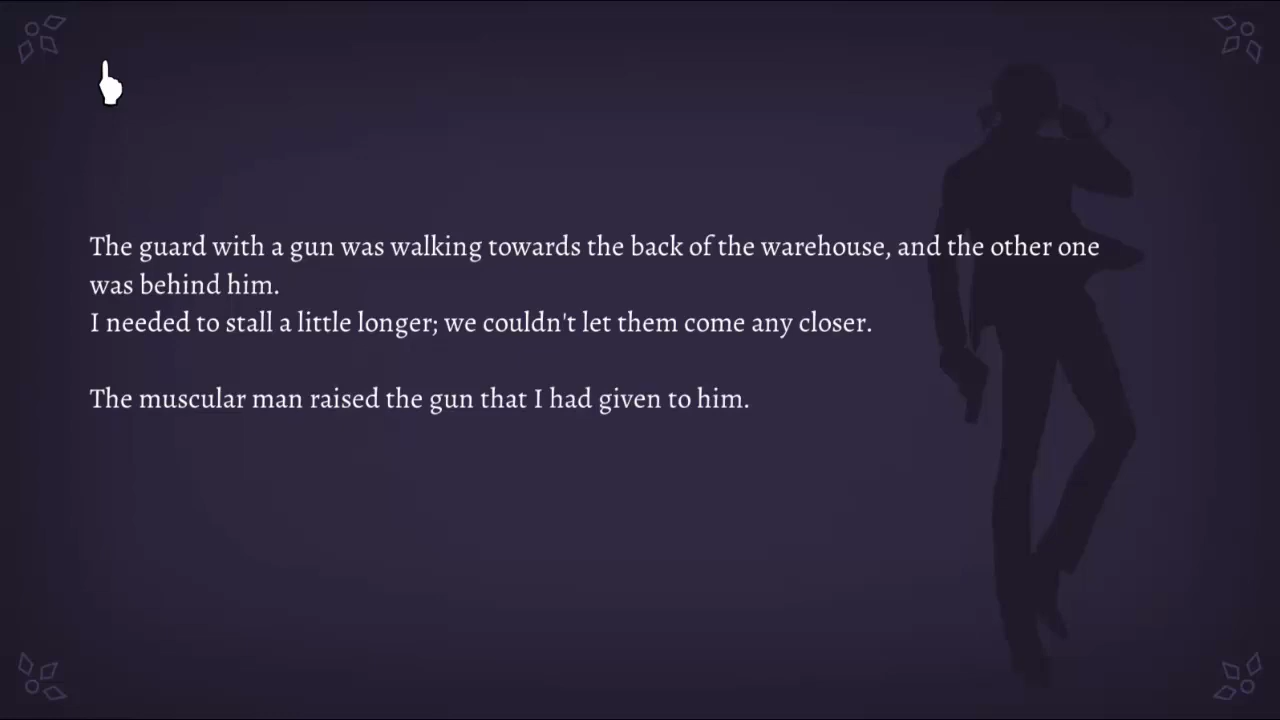 The guard with a gun was walking towards the back of the warehouse, and the other one
was behind him.
I needed to stall a little longer; we couldn't let them come any closer.
The muscular man raised the gun that I had given to him.